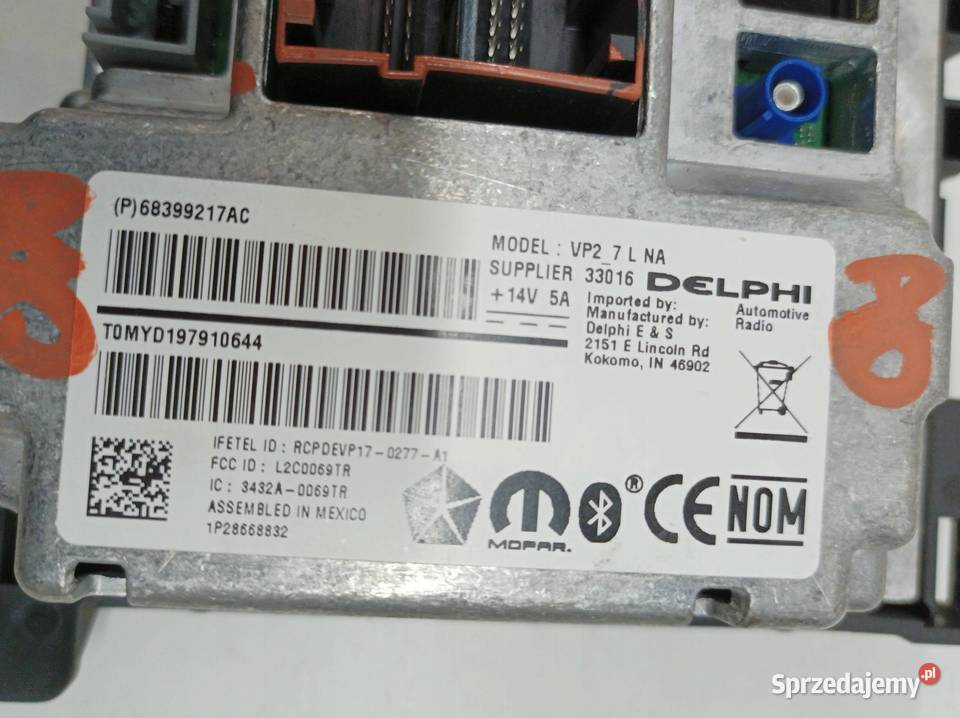 (P)68399217AC
MODEL : VP2_7 L NA
SUPPLIER 33016
+14V 5A
DELPHI
Imported by:
Manufactured by:
Delphi E & S
2151 E Lincoln Rd
Kokomo, IN 46902
Automotive
Radio
T0MYD197910644
IFETEL ID : RCPDEVP17-0277-A1
FCC ID : L2C0069TR
IC : 3432A-0069TR
ASSEMBLED IN MEXICO
1P28668832
MOPAR.
®
CE
NOM
Sprzedajemy.pl